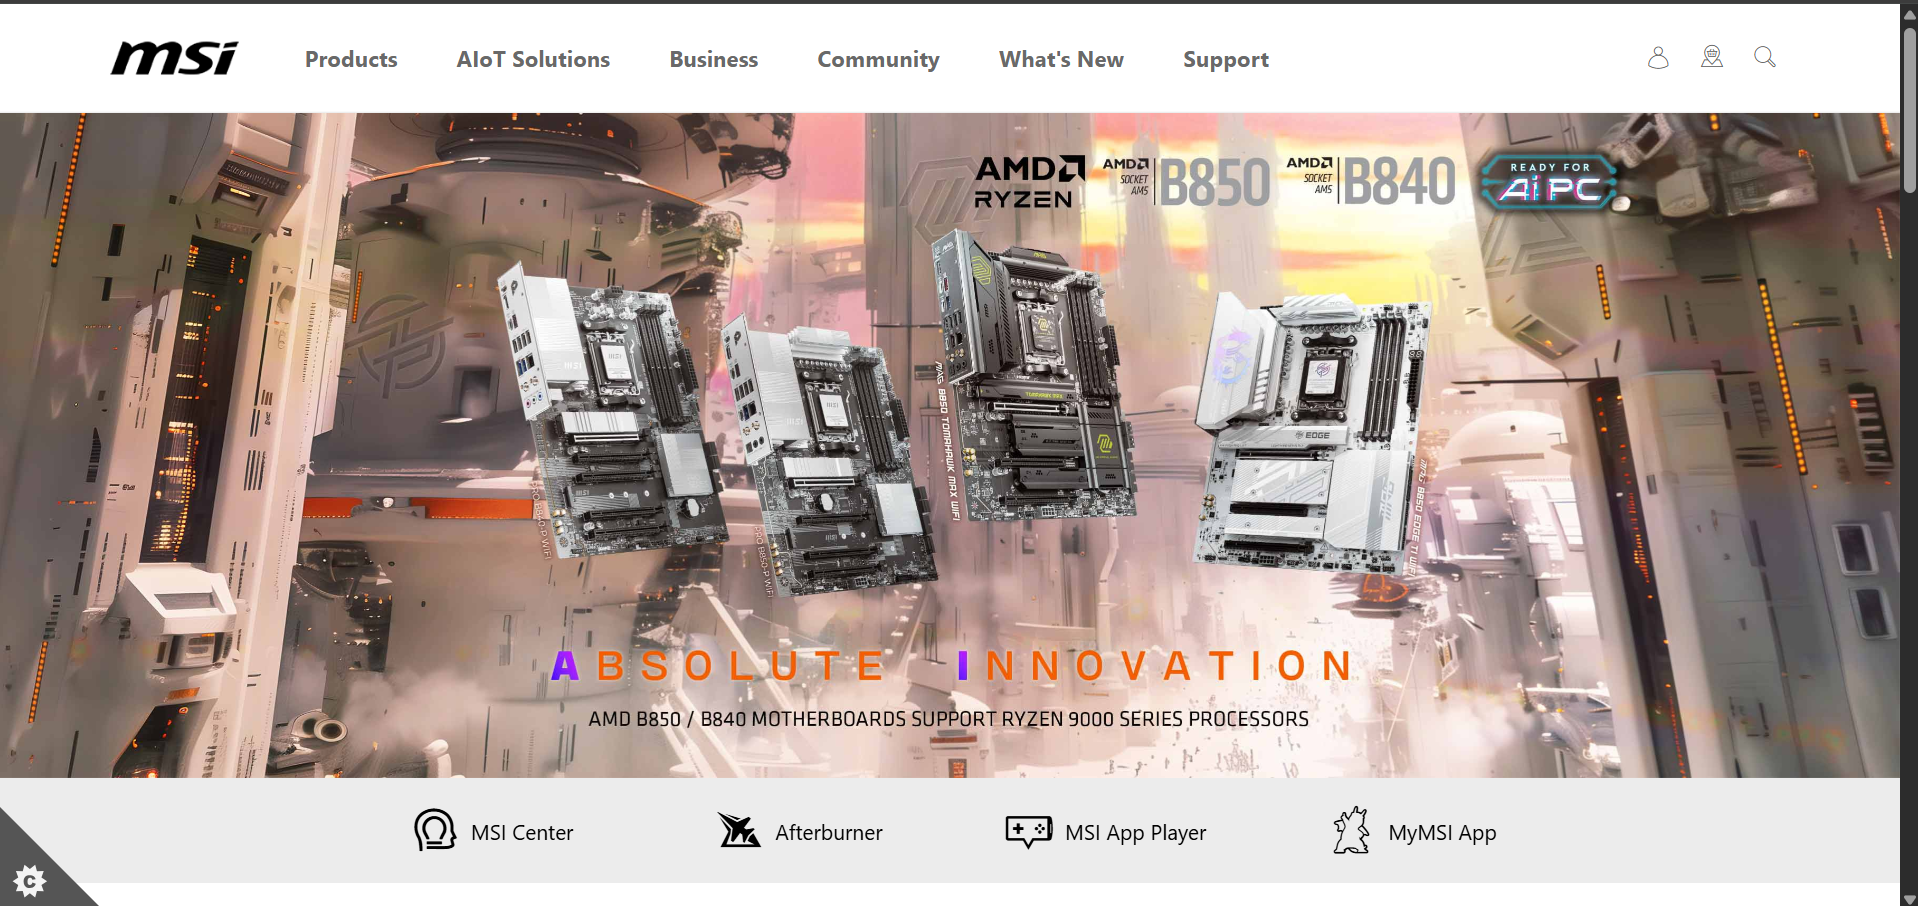 msi
Products
AIoT Solutions
Business
Community
What's New
Support
AMD
RYZEN
AMD
SOCKET
AM5
B850
AMD
SOCKET
AM5
B840
READY FOR
Ai PC
PRO B840-P WIFI
PRO B850-P WIFI
MAG B850 TOMAHAWK MAX WIFI
EDGE
MPG B850 EDGE TI WIFI
ABSOLUTE INNOVATION
AMD B850 / B840 MOTHERBOARDS SUPPORT RYZEN 9000 SERIES PROCESSORS
MSI Center
Afterburner
MSI App Player
MyMSI App
C